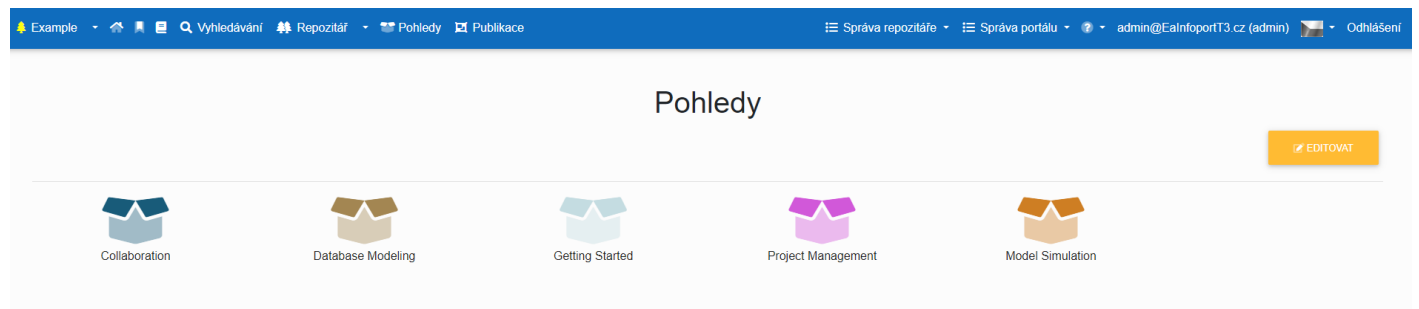 Example Vyhledávání Repozitář Pohledy Publikace Správa repozitáře Správa portálu admin@EaInfoportT3.cz (admin) Odhlášení
Pohledy
EDITOVAT
Collaboration Database Modeling Getting Started Project Management Model Simulation